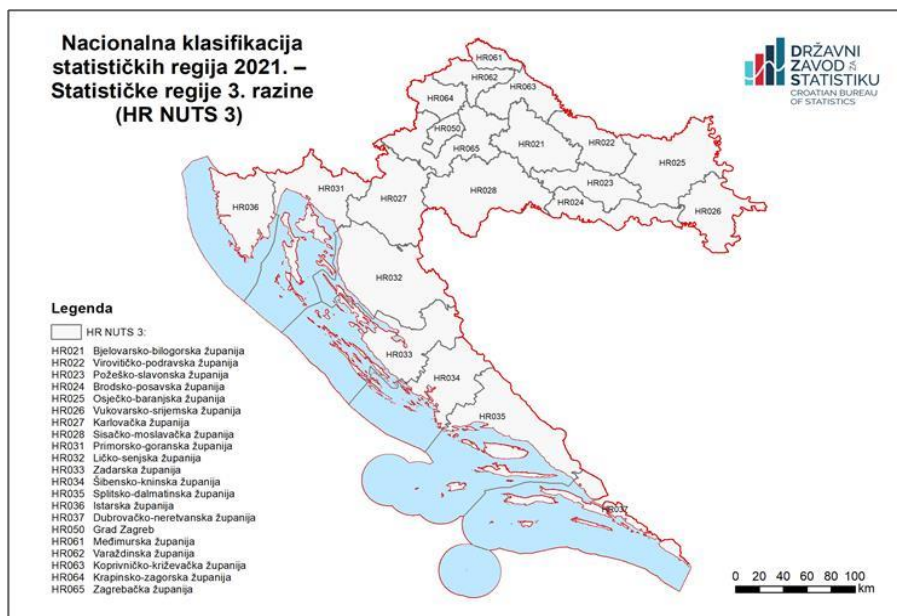 Nacionalna klasifikacija
statističkih regija 2021. –
Statističke regije 3. razine
(HR NUTS 3)
DRŽAVNI
ZAVOD ZA
STATISTIKU
CROATIAN BUREAU
OF STATISTICS
HR061
HR062
HR063
HR064
HR050
HR065
HR021
HR022
HR025
HR031
HR036
HR027
HR028
HR023
HR024
HR026
HR032
HR033
HR034
HR035
HR037
Legenda
HR NUTS 3:
HR021 Bjelovarsko-bilogorska županija
HR022 Virovitičko-podravska županija
HR023 Požeško-slavonska županija
HR024 Brodsko-posavska županija
HR025 Osječko-baranjska županija
HR026 Vukovarsko-srijemska županija
HR027 Karlovačka županija
HR028 Sisačko-moslavačka županija
HR031 Primorsko-goranska županija
HR032 Ličko-senjska županija
HR033 Zadarska županija
HR034 Šibensko-kninska županija
HR035 Splitsko-dalmatinska županija
HR036 Istarska županija
HR037 Dubrovačko-neretvanska županija
HR050 Grad Zagreb
HR061 Međimurska županija
HR062 Varaždinska županija
HR063 Koprivničko-križevačka županija
HR064 Krapinsko-zagorska županija
HR065 Zagrebačka županija
0 20 40 60 80 100
km